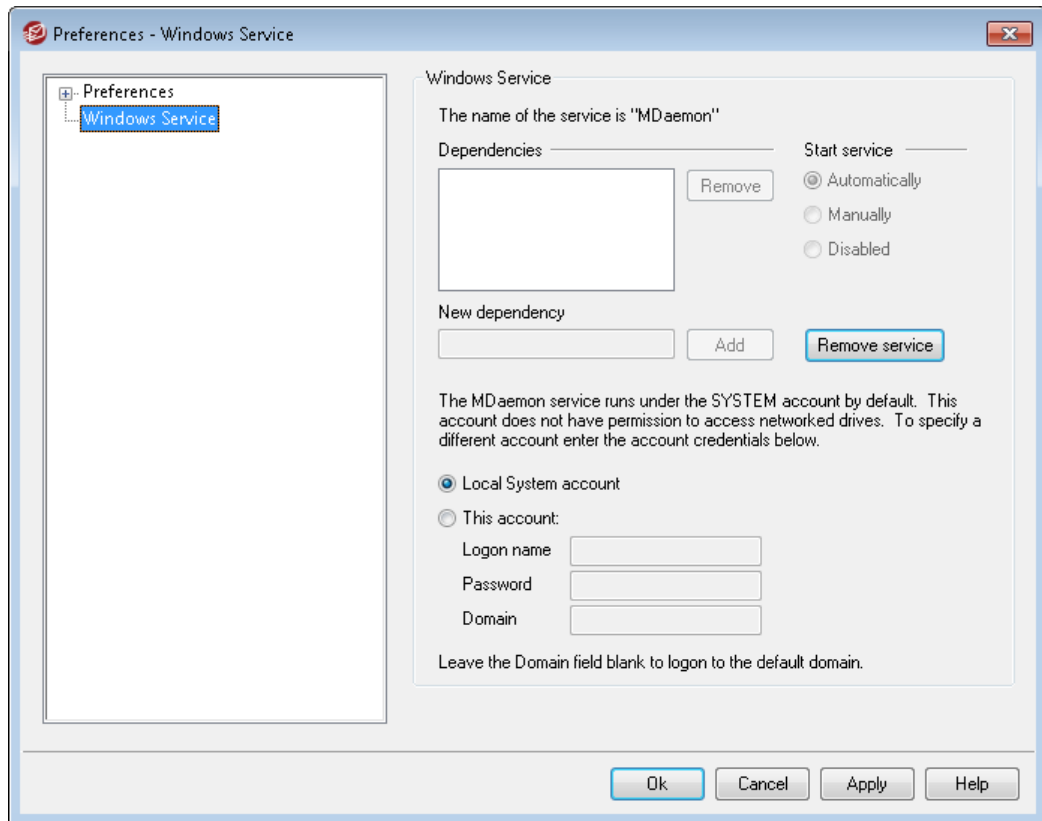 Preferences - Windows Service
Preferences
Windows Service
Windows Service
The name of the service is "MDaemon"
Dependencies
Start service
Remove
Automatically
Manually
Disabled
New dependency
Add
Remove service
The MDaemon service runs under the SYSTEM account by default. This
account does not have permission to access networked drives. To specify a
different account enter the account credentials below.
Local System account
This account:
Logon name
Password
Domain
Leave the Domain field blank to logon to the default domain.
Ok
Cancel
Apply
Help